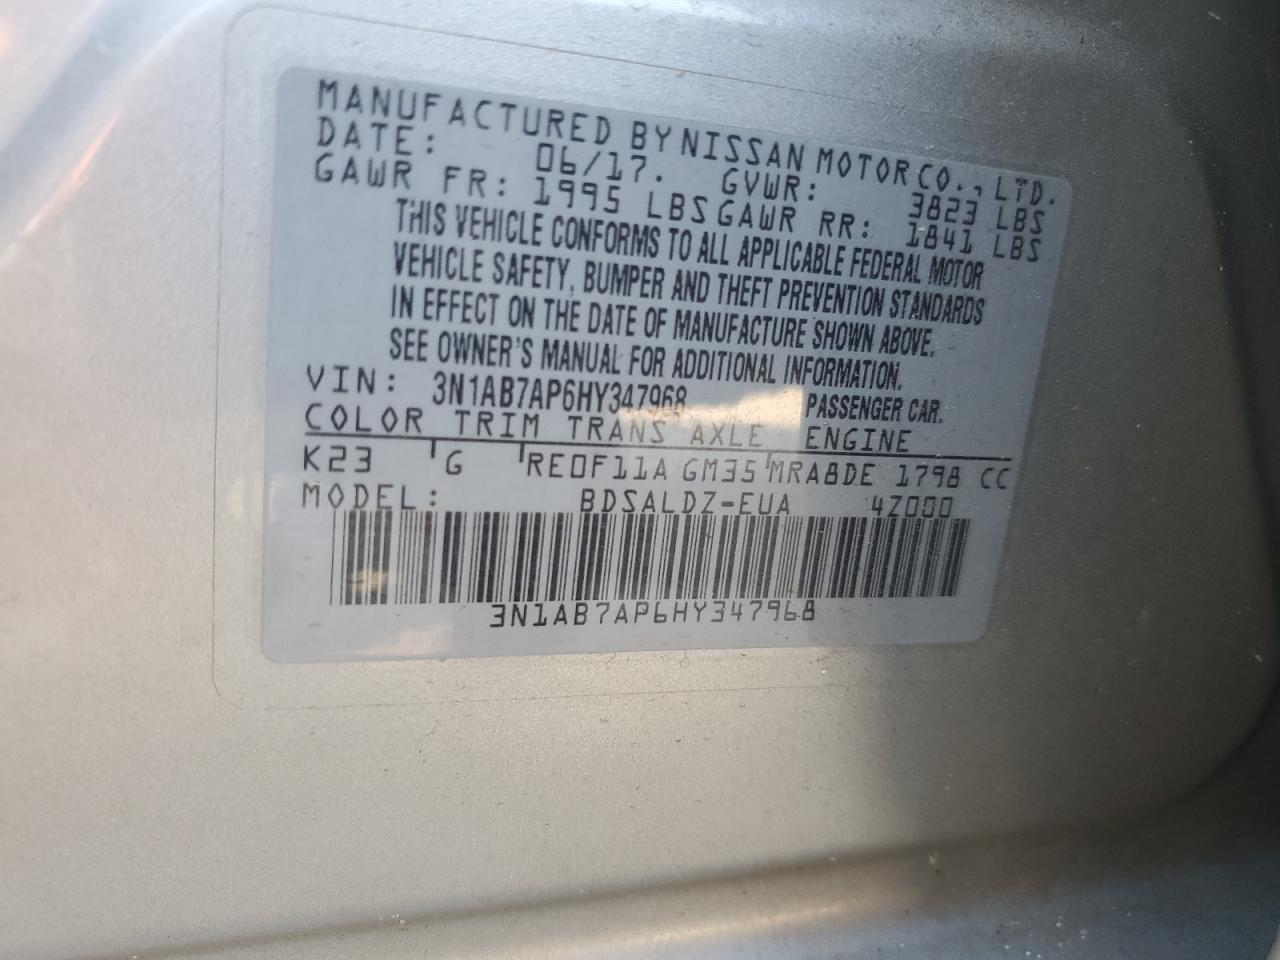 MANUFACTURED BY NISSAN MOTOR CO., LTD.
DATE: 06/17. GVWR: 3823 LBS
GAWR FR: 1995 LBS GAWR RR: 1841 LBS
THIS VEHICLE CONFORMS TO ALL APPLICABLE FEDERAL MOTOR
VEHICLE SAFETY, BUMPER AND THEFT PREVENTION STANDARDS
IN EFFECT ON THE DATE OF MANUFACTURE SHOWN ABOVE.
SEE OWNER'S MANUAL FOR ADDITIONAL INFORMATION.
VIN: 3N1AB7AP6HY347968 PASSENGER CAR.
COLOR TRIM TRANS AXLE ENGINE
K23 G RE0F11A GM35 MRA8DE 1798 CC
MODEL: BDSALDZ-EUA 4Z000
3N1AB7AP6HY347968